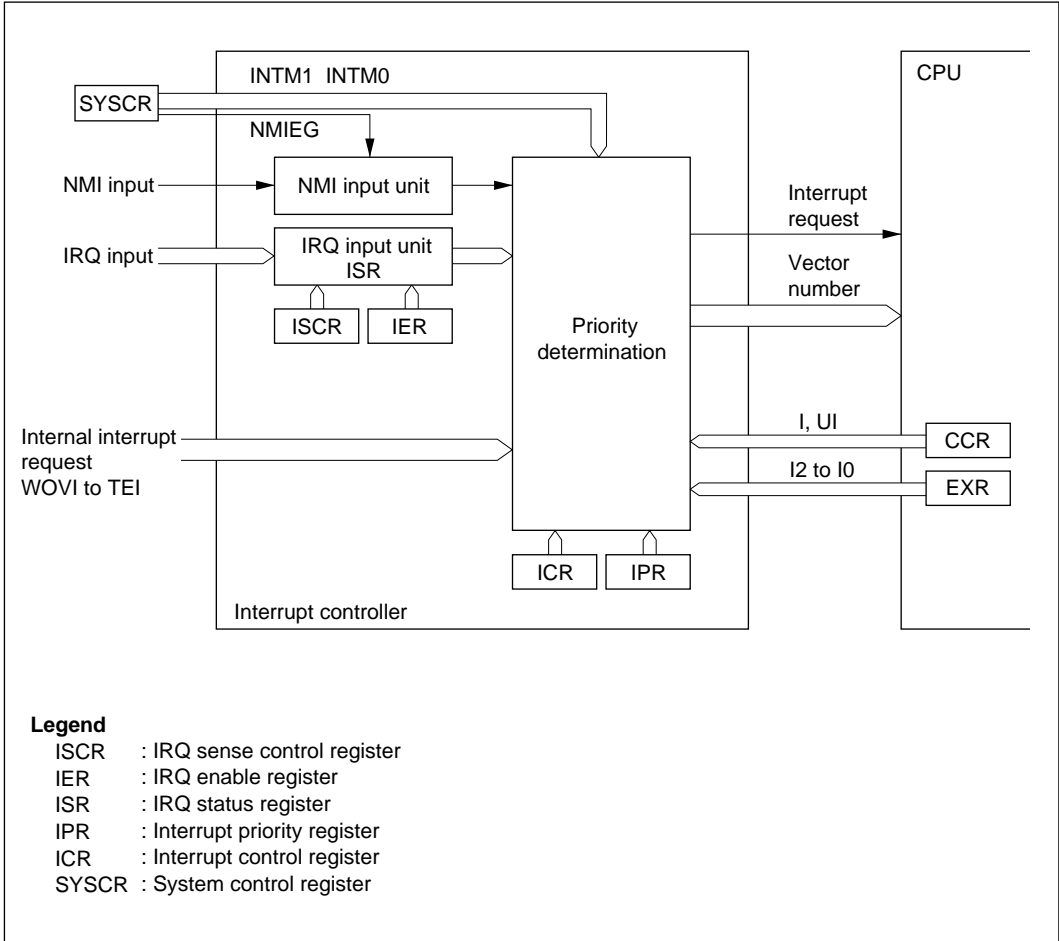 INTM1 INTM0
CPU
SYSCR
NMIEG
NMI input
NMI input unit
Interrupt
request
IRQ input
IRQ input unit
ISR
Vector
number
ISCR
IER
Priority
determination
I, UI
CCR
Internal interrupt
request
WOVI to TEI
I2 to I0
EXR
ICR
IPR
Interrupt controller
Legend
ISCR : IRQ sense control register
IER : IRQ enable register
ISR : IRQ status register
IPR : Interrupt priority register
ICR : Interrupt control register
SYSCR : System control register